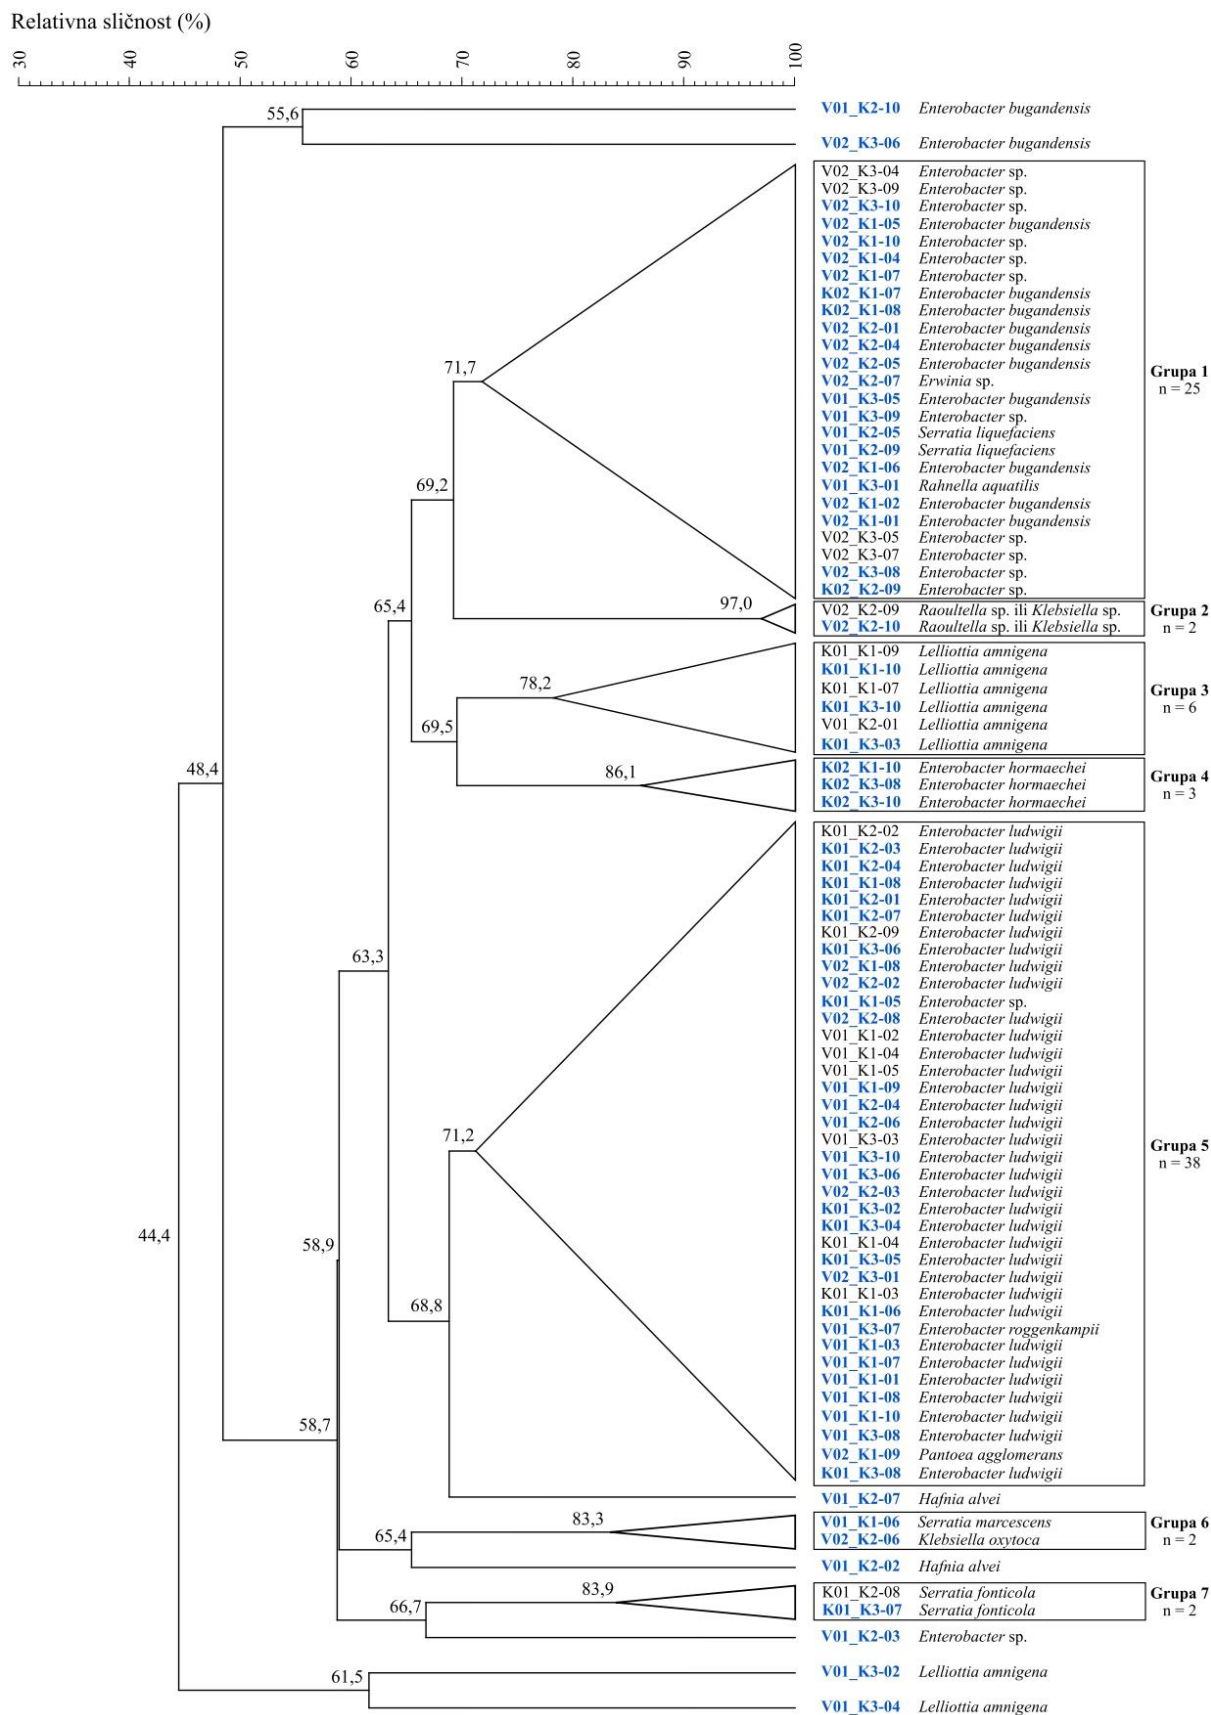 Relativna sličnost (%)
30 40 50 60 70 80 90 100
55,6
V01_K2-10 Enterobacter bugandensis
V02_K3-06 Enterobacter bugandensis
V02_K3-04 Enterobacter sp.
V02_K3-09 Enterobacter sp.
V02_K3-10 Enterobacter sp.
V02_K1-05 Enterobacter bugandensis
V02_K1-10 Enterobacter sp.
V02_K1-04 Enterobacter sp.
V02_K1-07 Enterobacter sp.
K02_K1-07 Enterobacter bugandensis
K02_K1-08 Enterobacter bugandensis
V02_K2-01 Enterobacter bugandensis
V02_K2-04 Enterobacter bugandensis
V02_K2-05 Enterobacter bugandensis
71,7
Grupa 1
V02_K2-07 Erwinia sp.
n = 25
V01_K3-05 Enterobacter bugandensis
V01_K3-09 Enterobacter sp.
V01_K2-05 Serratia liquefaciens
V01_K2-09 Serratia liquefaciens
V02_K1-06 Enterobacter bugandensis
69,2
V01_K3-01 Rahnella aquatilis
V02_K1-02 Enterobacter bugandensis
V02_K1-01 Enterobacter bugandensis
V02_K3-05 Enterobacter sp.
V02_K3-07 Enterobacter sp.
V02_K3-08 Enterobacter sp.
K02_K2-09 Enterobacter sp.
65,4
97,0
V02_K2-09 Raoultella sp. ili Klebsiella sp.
Grupa 2
V02_K2-10 Raoultella sp. ili Klebsiella sp.
n = 2
K01_K1-09 Lelliottia amnigena
K01_K1-10 Lelliottia amnigena
78,2
K01_K1-07 Lelliottia amnigena
Grupa 3
K01_K3-10 Lelliottia amnigena
n = 6
69,5
V01_K2-01 Lelliottia amnigena
K01_K3-03 Lelliottia amnigena
48,4
86,1
K02_K1-10 Enterobacter hormaechei
Grupa 4
K02_K3-08 Enterobacter hormaechei
n = 3
K02_K3-10 Enterobacter hormaechei
K01_K2-02 Enterobacter ludwigii
K01_K2-03 Enterobacter ludwigii
K01_K2-04 Enterobacter ludwigii
K01_K1-08 Enterobacter ludwigii
K01_K2-01 Enterobacter ludwigii
K01_K2-07 Enterobacter ludwigii
K01_K2-09 Enterobacter ludwigii
K01_K3-06 Enterobacter ludwigii
63,3
V02_K1-08 Enterobacter ludwigii
V02_K2-02 Enterobacter ludwigii
K01_K1-05 Enterobacter sp.
V02_K2-08 Enterobacter ludwigii
V01_K1-02 Enterobacter ludwigii
V01_K1-04 Enterobacter ludwigii
V01_K1-05 Enterobacter ludwigii
V01_K1-09 Enterobacter ludwigii
V01_K2-04 Enterobacter ludwigii
V01_K2-06 Enterobacter ludwigii
71,2
V01_K3-03 Enterobacter ludwigii
Grupa 5
V01_K3-10 Enterobacter ludwigii
n = 38
V01_K3-06 Enterobacter ludwigii
V02_K2-03 Enterobacter ludwigii
K01_K3-02 Enterobacter ludwigii
K01_K3-04 Enterobacter ludwigii
44,4
58,9
K01_K1-04 Enterobacter ludwigii
K01_K3-05 Enterobacter ludwigii
V02_K3-01 Enterobacter ludwigii
K01_K1-03 Enterobacter ludwigii
68,8
K01_K1-06 Enterobacter ludwigii
V01_K3-07 Enterobacter roggenkampii
V01_K1-03 Enterobacter ludwigii
V01_K1-07 Enterobacter ludwigii
V01_K1-01 Enterobacter ludwigii
V01_K1-08 Enterobacter ludwigii
V01_K1-10 Enterobacter ludwigii
58,7
V01_K3-08 Enterobacter ludwigii
V02_K1-09 Pantoea agglomerans
K01_K3-08 Enterobacter ludwigii
V01_K2-07 Hafnia alvei
83,3
V01_K1-06 Serratia marcescens
Grupa 6
65,4
V02_K2-06 Klebsiella oxytoca
n = 2
V01_K2-02 Hafnia alvei
83,9
K01_K2-08 Serratia fonticola
Grupa 7
66,7
K01_K3-07 Serratia fonticola
n = 2
V01_K2-03 Enterobacter sp.
61,5
V01_K3-02 Lelliottia amnigena
V01_K3-04 Lelliottia amnigena